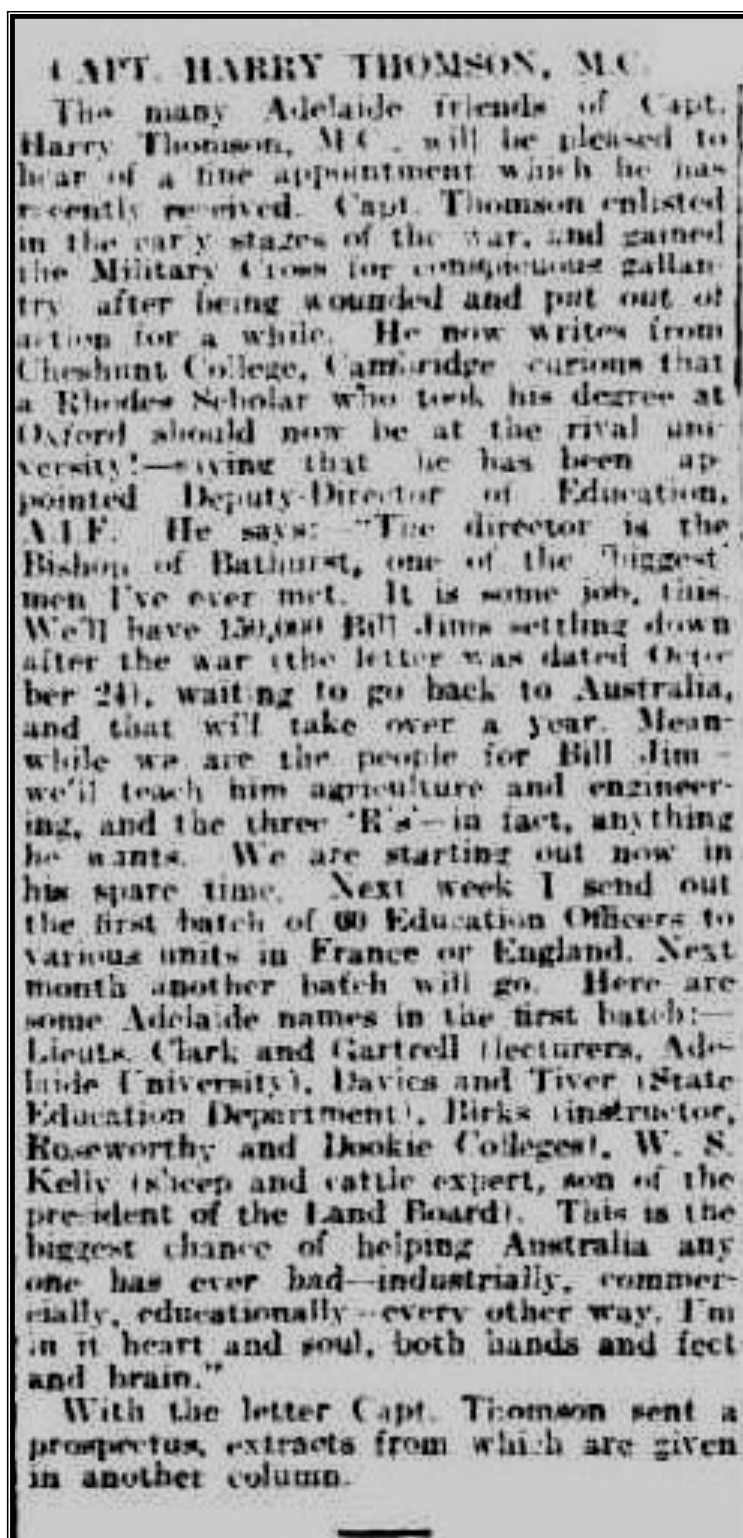 CAPT. HARRY THOMSON, M.C.
The many Adelaide friends of Capt.
Harry Thomson, M.C., will be pleased to
hear of a fine appointment which he has
recently received. Capt. Thomson enlisted
in the early stages of the war, and gained
the Military Cross for conspicuous gallan-
try after being wounded and put out of
action for a while. He now writes from
Cheshunt College, Cambridge curious that
a Rhodes Scholar who took his degree at
Oxford should now be at the rival uni-
versity!—saying that he has been ap-
pointed Deputy-Director of Education,
A.I.F. He says:—"The director is the
Bishop of Bathurst, one of the 'biggest'
men I've ever met. It is some job, this.
We'll have 150,000 Bill Jims settling down
after the war (the letter was dated Octo-
ber 24), waiting to go back to Australia,
and that will take over a year. Mean-
while we are the people for Bill Jim—
we'll teach him agriculture and engineer-
ing, and the three 'R's'—in fact, anything
he wants. We are starting out now in
his spare time. Next week I send out
the first batch of 60 Education Officers to
various units in France or England. Next
month another batch will go. Here are
some Adelaide names in the first batch:—
Lieuts. Clark and Gartrell (lecturers, Ade-
laide University), Davies and Tiver (State
Education Department), Birks (instructor,
Roseworthy and Dookie Colleges), W. S.
Kelly (sheep and cattle expert, son of the
president of the Land Board). This is the
biggest chance of helping Australia any
one has ever had—industrially, commer-
cially, educationally—every other way. I'm
in it heart and soul, both hands and feet
and brain."
With the letter Capt. Thomson sent a
prospectus, extracts from which are given
in another column.